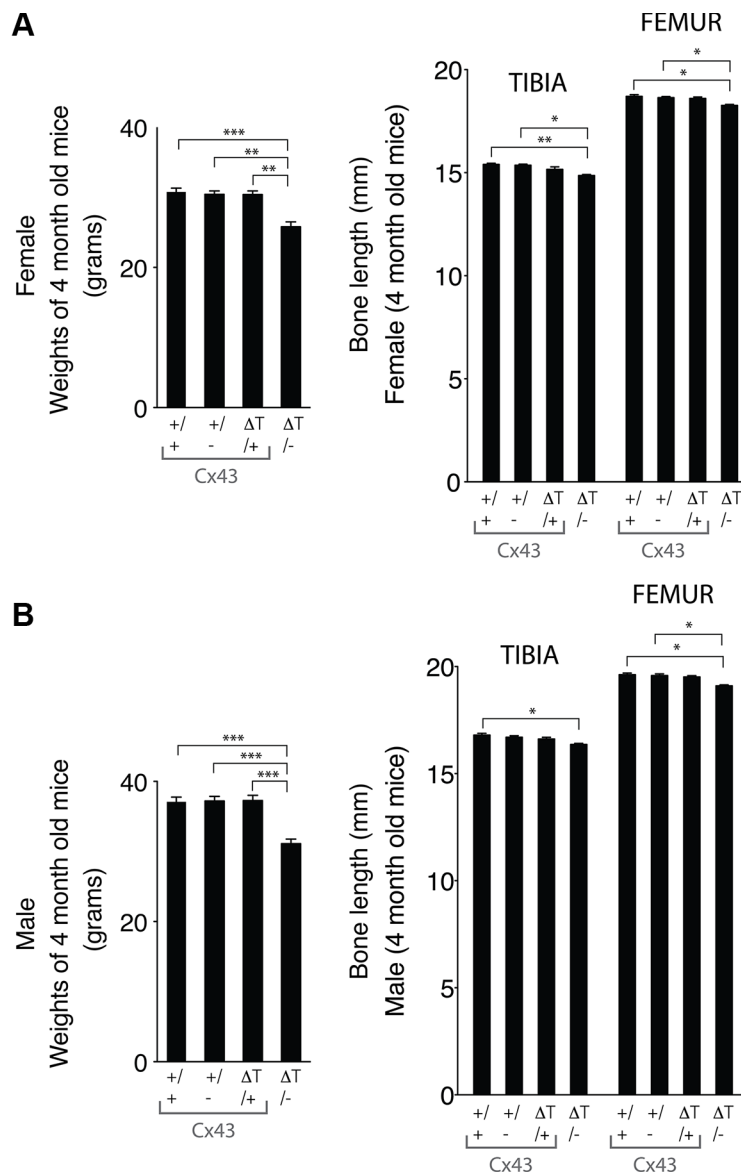 A
Female
Weights of 4 month old mice
(grams)
40
20
0
***
**
**
+/ +/ ΔT ΔT
+ - /+ /-
Cx43
Bone length (mm)
Female (4 month old mice)
20
15
10
5
0
TIBIA
*
**
FEMUR
*
*
+/ +/ ΔT ΔT +/ +/ ΔT ΔT
+ - /+ /- + - /+ /-
Cx43 Cx43
B
Male
Weights of 4 month old mice
(grams)
40
20
0
***
***
***
+/ +/ ΔT ΔT
+ - /+ /-
Cx43
Bone length (mm)
Male (4 month old mice)
20
15
10
5
0
TIBIA
*
FEMUR
*
*
+/ +/ ΔT ΔT +/ +/ ΔT ΔT
+ - /+ /- + - /+ /-
Cx43 Cx43